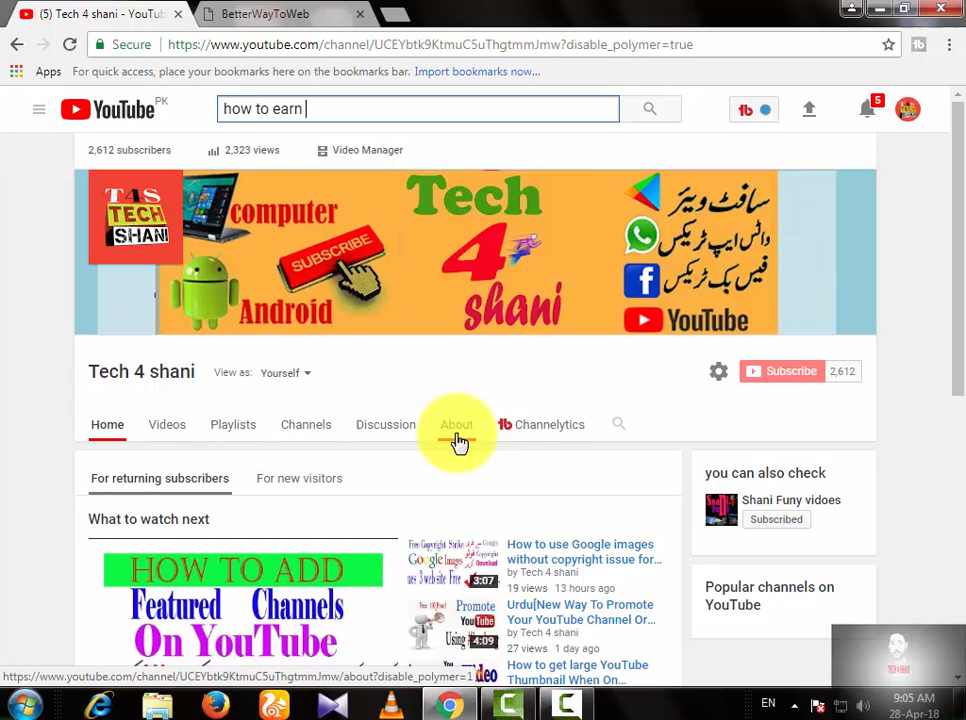 (5) Tech 4 shani - YouTu
BetterWayToWeb
Secure
https://www.youtube.com/channel/UCEYbtk9KtmuC5uThgtmmJmw?disable_polymer=true
Apps
For quick access, place your bookmarks here on the bookmarks bar. Import bookmarks now...
YouTube PK
how to earn
5
2,612 subscribers
2,323 views
Video Manager
T4S
TECH
SHANI
computer
SUBSCRIBE
Android
Tech
4
shani
سافٹ وئیر
واٹس ایپ ٹریکس
فیس بک ٹریکس
YouTube
Tech 4 shani
View as: Yourself
Subscribe 2,612
Home
Videos
Playlists
Channels
Discussion
About
Channelytics
For returning subscribers
For new visitors
you can also check
Shani Funy vidoes
Subscribed
What to watch next
HOW TO ADD
Featured Channels
On YouTube
3:07
How to use Google images
without copyright issue for...
by Tech 4 shani
19 views 13 hours ago
Promote
YouTube
4:09
Urdu[New Way To Promote
Your YouTube Channel Or...
by Tech 4 shani
27 views 1 day ago
How to get large YouTube
Thumbnail When On...
Popular channels on
YouTube
https://www.youtube.com/channel/UCEYbtk9KtmuC5uThgtmmJmw/about?disable_polymer=1
EN
9:05 AM
28-Apr-18